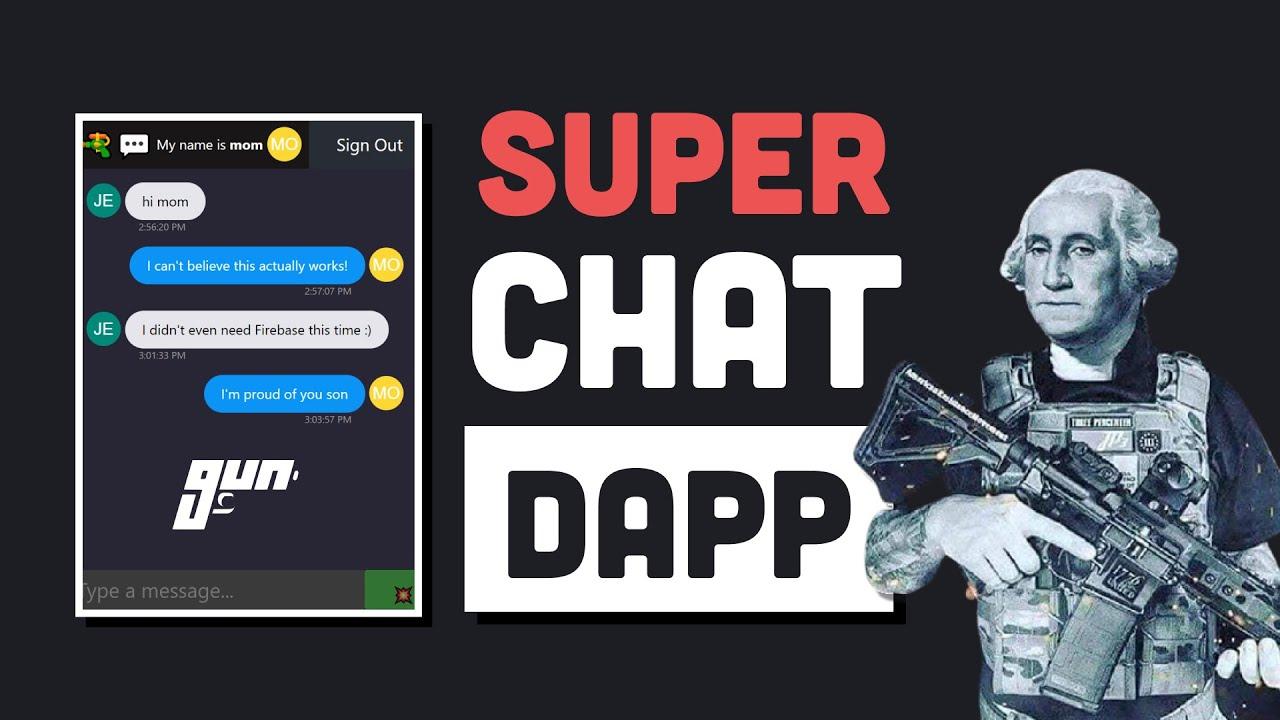 My name is mom MO Sign Out
JE hi mom
2:56:20 PM
I can't believe this actually works! MO
2:57:07 PM
JE I didn't even need Firebase this time :)
3:01:33 PM
I'm proud of you son MO
3:03:57 PM
gun
Type a message...
SUPER
CHAT
DAPP
THREE PERCENTER